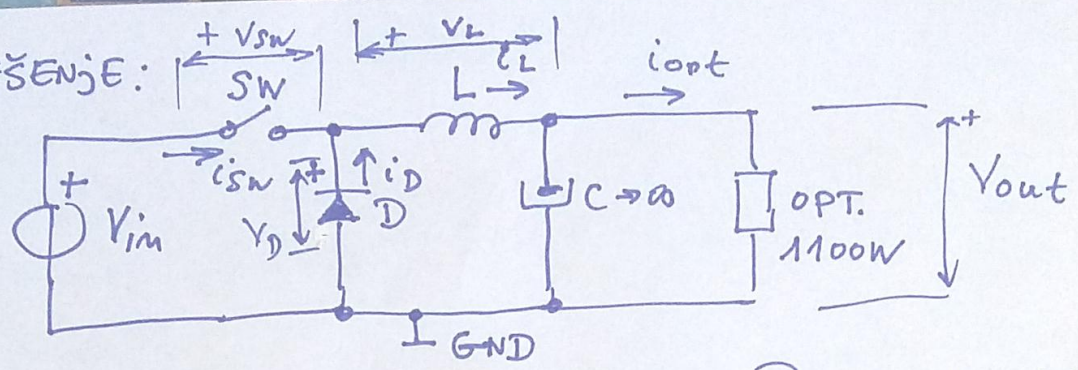 + VSW
+ VL
ŠENJE:
SW
iL
iopt
L →
+
iSW
+
iD
D
VD
Vin
C → ∞
OPT.
1100W
+
Vout
GND